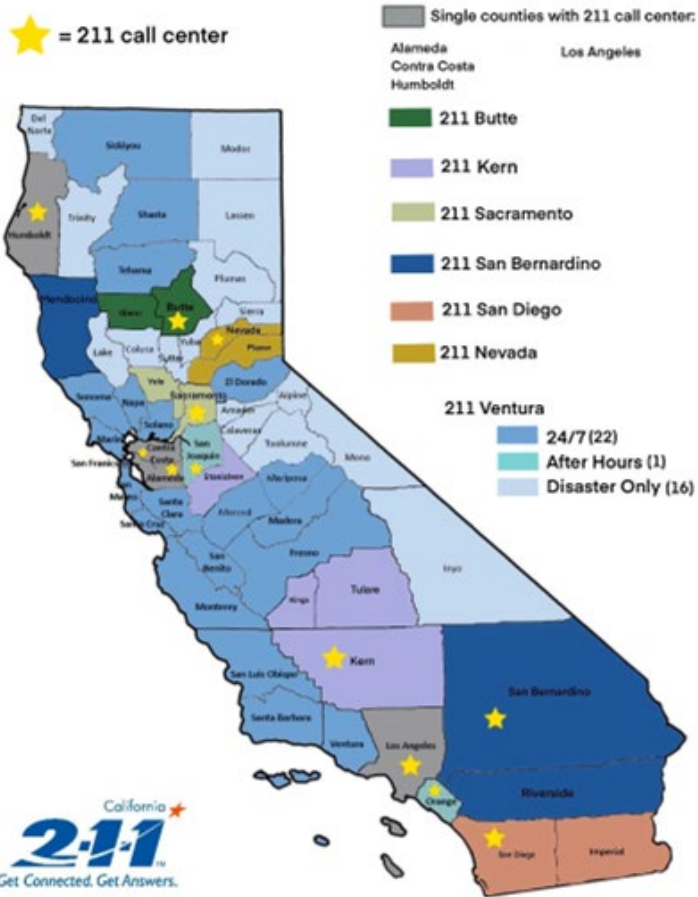 = 211 call center
Single counties with 211 call center:
Alameda
Contra Costa
Humboldt
Los Angeles
211 Butte
211 Kern
211 Sacramento
211 San Bernardino
211 San Diego
211 Nevada
211 Ventura
24/7 (22)
After Hours (1)
Disaster Only (16)
Del
Norte
Siskiyou
Modoc
Humboldt
Trinity
Shasta
Lassen
Tehama
Plumas
Mendocino
Glenn
Butte
Sierra
Nevada
Placer
Lake
Colusa
Sutter
Yuba
El Dorado
Sonoma
Napa
Yolo
Sacramento
Alpine
Amador
Solano
Calaveras
Tuolumne
Mono
Marin
Contra
Costa
San
Joaquin
San Francisco
Alameda
Stanislaus
Mariposa
Santa
Clara
Merced
Madera
Santa Cruz
San
Benito
Fresno
Inyo
Monterey
Kings
Tulare
San Luis Obispo
Kern
San Bernardino
Santa Barbara
Ventura
Los Angeles
Orange
Riverside
San Diego
Imperial
California
2-1-1
Get Connected. Get Answers.